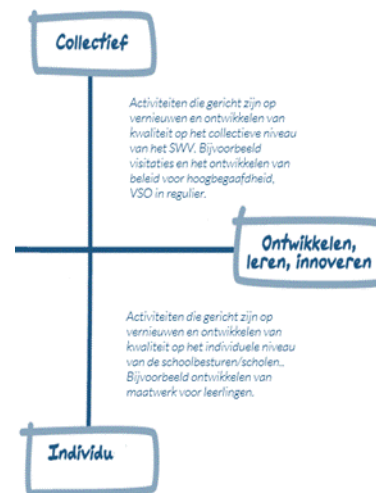 Collectief
Activiteiten die gericht zijn op
vernieuwen en ontwikkelen van
kwaliteit op het collectieve niveau
van het SWV. Bijvoorbeeld
visitaties en het ontwikkelen van
beleid voor hoogbegaafdheid,
VSO in regulier.
Ontwikkelen,
leren, innoveren
Activiteiten die gericht zijn op
vernieuwen en ontwikkelen van
kwaliteit op het individuele niveau
van de schoolbesturen/scholen..
Bijvoorbeeld ontwikkelen van
maatwerk voor leerlingen.
Individu